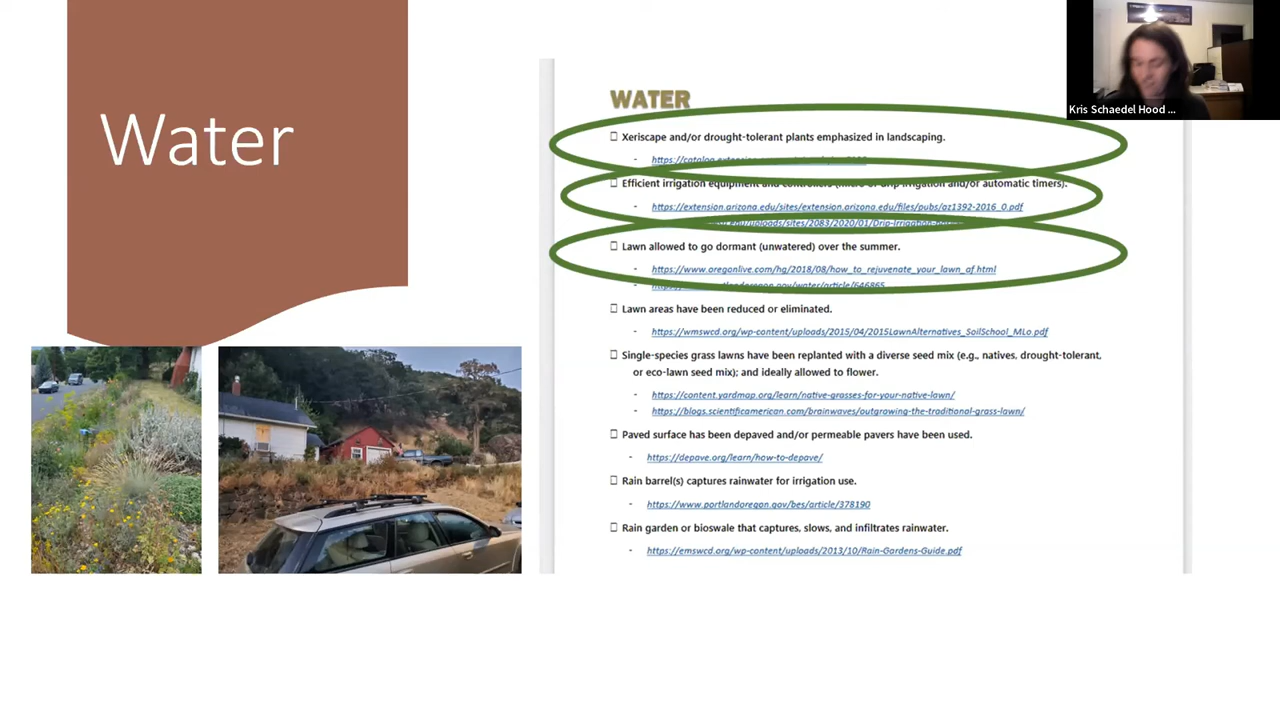 Water
Kris Schaedel Hood ...
WATER
Xeriscape and/or drought-tolerant plants emphasized in landscaping.
Efficient irrigation equipment and controllers (micro or drip irrigation and/or automatic timers).
- https://extension.arizona.edu/sites/extension.arizona.edu/files/pubs/az1392-2016_0.pdf
Lawn allowed to go dormant (unwatered) over the summer.
- https://www.oregonlive.com/hg/2018/08/how_to_rejuvenate_your_lawn_af.html
Lawn areas have been reduced or eliminated.
- https://wmswcd.org/wp-content/uploads/2015/04/2015LawnAlternatives_SoilSchool_MLo.pdf
Single-species grass lawns have been replanted with a diverse seed mix (e.g., natives, drought-tolerant,
or eco-lawn seed mix); and ideally allowed to flower.
- https://content.yardmap.org/learn/native-grasses-for-your-native-lawn/
- https://blogs.scientificamerican.com/brainwaves/outgrowing-the-traditional-grass-lawn/
Paved surface has been depaved and/or permeable pavers have been used.
- https://depave.org/learn/how-to-depave/
Rain barrel(s) captures rainwater for irrigation use.
- https://www.portlandoregon.gov/bes/article/378190
Rain garden or bioswale that captures, slows, and infiltrates rainwater.
- https://emswcd.org/wp-content/uploads/2013/10/Rain-Gardens-Guide.pdf